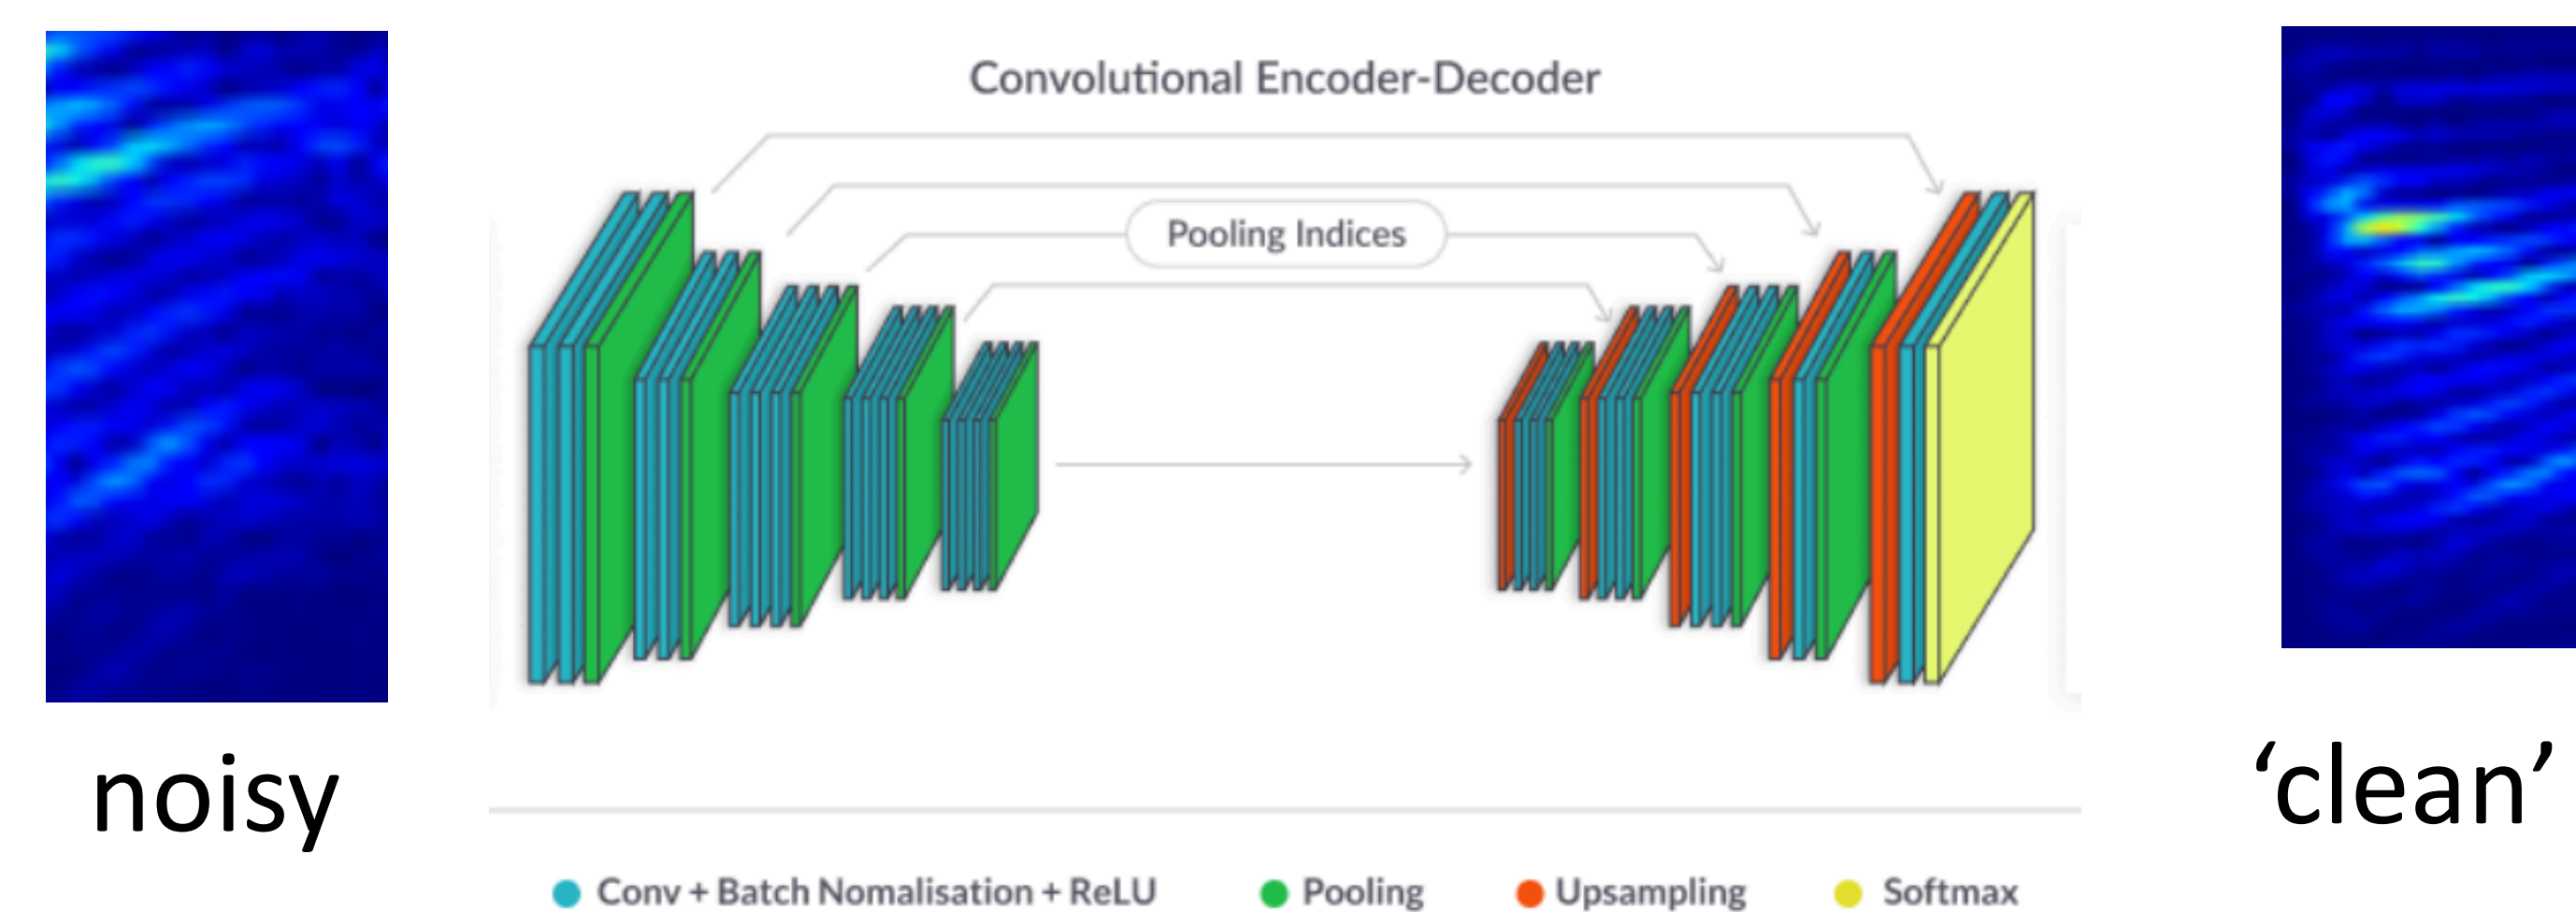 Convolutional Encoder-Decoder
Pooling Indices
noisy
‘clean’
Conv + Batch Nomalisation + ReLU
Pooling
Upsampling
Softmax